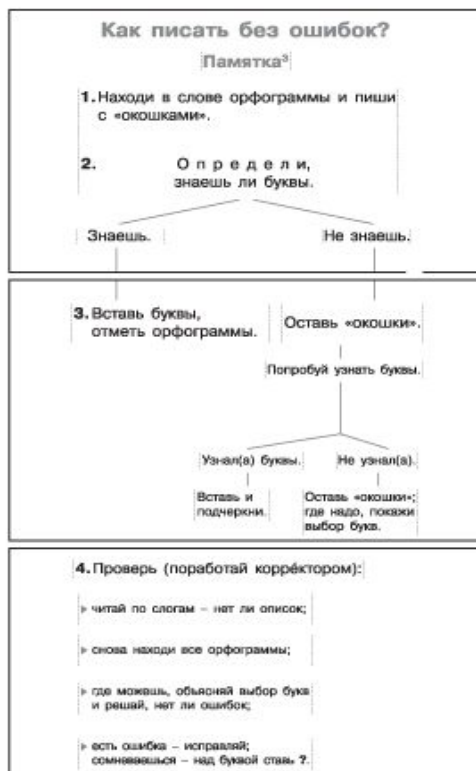 Как писать без ошибок?
Памятка³
1. Находи в слове орфограммы и пиши
с «окошками».
2. Определи,
знаешь ли буквы.
Знаешь. Не знаешь.
3. Вставь буквы,
отметь орфограммы.
Оставь «окошки».
Попробуй узнать буквы.
Узнал(а) буквы. Не узнал(а).
Вставь и
подчеркни.
Оставь «окошки»;
где надо, покажи
выбор букв.
4. Проверь (поработай корре́ктором):
▹ читай по слогам – нет ли описок;
▹ снова находи все орфограммы;
▹ где можешь, объясняй выбор букв
и решай, нет ли ошибок;
▹ есть ошибка – исправляй;
сомневаешься – над буквой ставь ?.